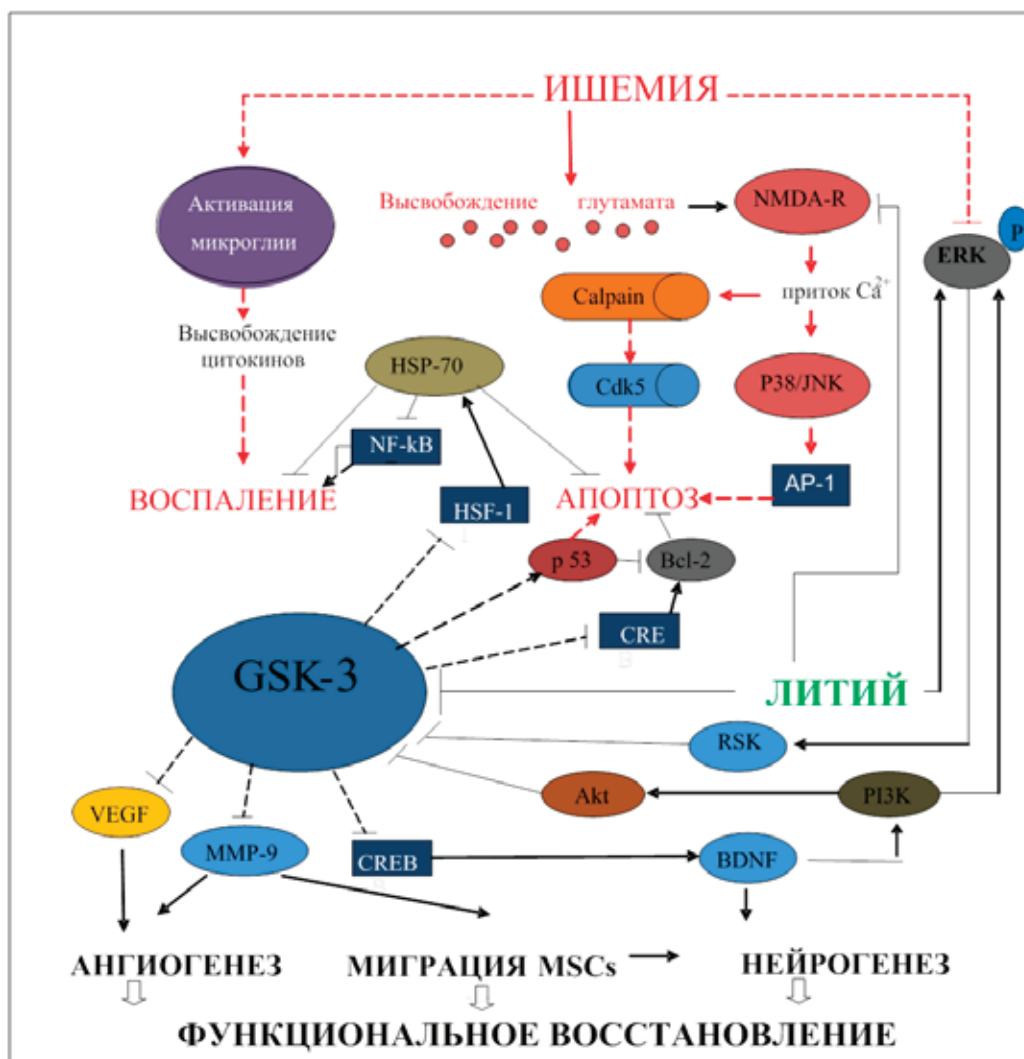 ИШЕМИЯ
Активация
микроглии
Высвобождение глутамата
NMDA-R
P
ERK
Calpain
приток Ca2+
Высвобождение
цитокинов
HSP-70
Cdk5
P38/JNK
NF-kB
ВОСПАЛЕНИЕ
HSF-1
АПОПТОЗ
AP-1
p 53
Bcl-2
CRE
GSK-3
ЛИТИЙ
RSK
VEGF
Akt
PI3K
MMP-9
CREB
BDNF
АНГИОГЕНЕЗ
МИГРАЦИЯ MSCs
НЕЙРОГЕНЕЗ
ФУНКЦИОНАЛЬНОЕ ВОССТАНОВЛЕНИЕ